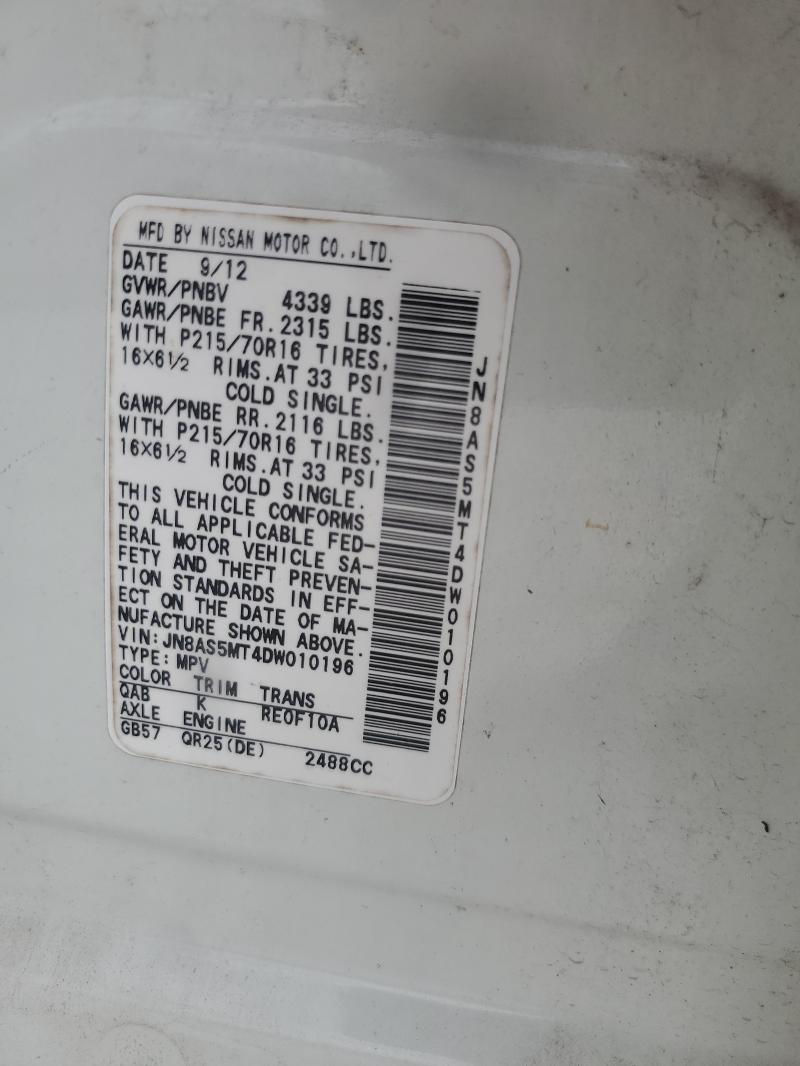 MFD BY NISSAN MOTOR CO.,LTD.
DATE 9/12
GVWR/PNBV 4339 LBS.
GAWR/PNBE FR.2315 LBS.
WITH P215/70R16 TIRES,
16×6½ RIMS.AT 33 PSI
COLD SINGLE.
GAWR/PNBE RR.2116 LBS.
WITH P215/70R16 TIRES,
16×6½ RIMS.AT 33 PSI
COLD SINGLE.
THIS VEHICLE CONFORMS
TO ALL APPLICABLE FED-
ERAL MOTOR VEHICLE SA-
FETY AND THEFT PREVEN-
TION STANDARDS IN EFF-
ECT ON THE DATE OF MA-
NUFACTURE SHOWN ABOVE.
VIN:JN8AS5MT4DW010196
TYPE:MPV
COLOR TRIM TRANS
QAB K RE0F10A
AXLE ENGINE
GB57 QR25(DE) 2488CC
JN8AS5MT4DW010196